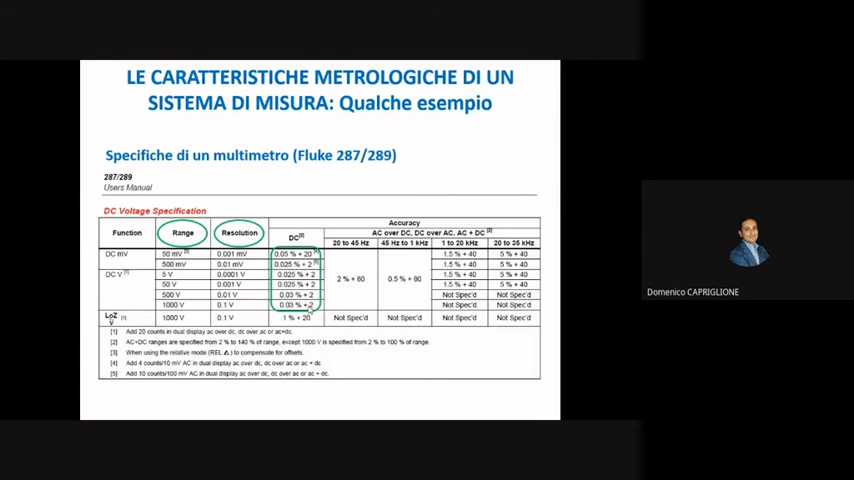 LE CARATTERISTICHE METROLOGICHE DI UN
SISTEMA DI MISURA: Qualche esempio
Specifiche di un multimetro (Fluke 287/289)
287/289
Users Manual
DC Voltage Specification
Function Range Resolution Accuracy
DC[2] AC over DC, DC over AC, AC + DC [2]
20 to 45 Hz 45 Hz to 1 kHz 1 to 20 kHz 20 to 35 kHz
DC mV 50 mV 0.001 mV 0.05 % + 20 2 % + 80 0.5 % + 80 1.5 % + 40 5 % + 40
500 mV 0.01 mV 0.025 % + 2 1.5 % + 40 5 % + 40
DC V [1] 5 V 0.0001 V 0.025 % + 2 1.5 % + 40 5 % + 40
50 V 0.001 V 0.025 % + 2 1.5 % + 40 5 % + 40
500 V 0.01 V 0.03 % + 2 Not Spec'd Not Spec'd
1000 V 0.1 V 0.03 % + 2 Not Spec'd Not Spec'd
LoZ V [1] 1000 V 0.1 V 1 % + 20 Not Spec'd Not Spec'd Not Spec'd Not Spec'd
[1] Add 20 counts in dual display ac over dc, dc over ac or ac+dc.
[2] AC+DC ranges are specified from 2 % to 140 % of range, except 1000 V is specified from 2 % to 100 % of range.
[3] When using the relative mode (REL Δ) to compensate for offsets.
[4] Add 4 counts/10 mV AC in dual display ac over dc, dc over ac or ac + dc
[5] Add 10 counts/100 mV AC in dual display ac over dc, dc over ac or ac + dc.
Domenico CAPRIGLIONE